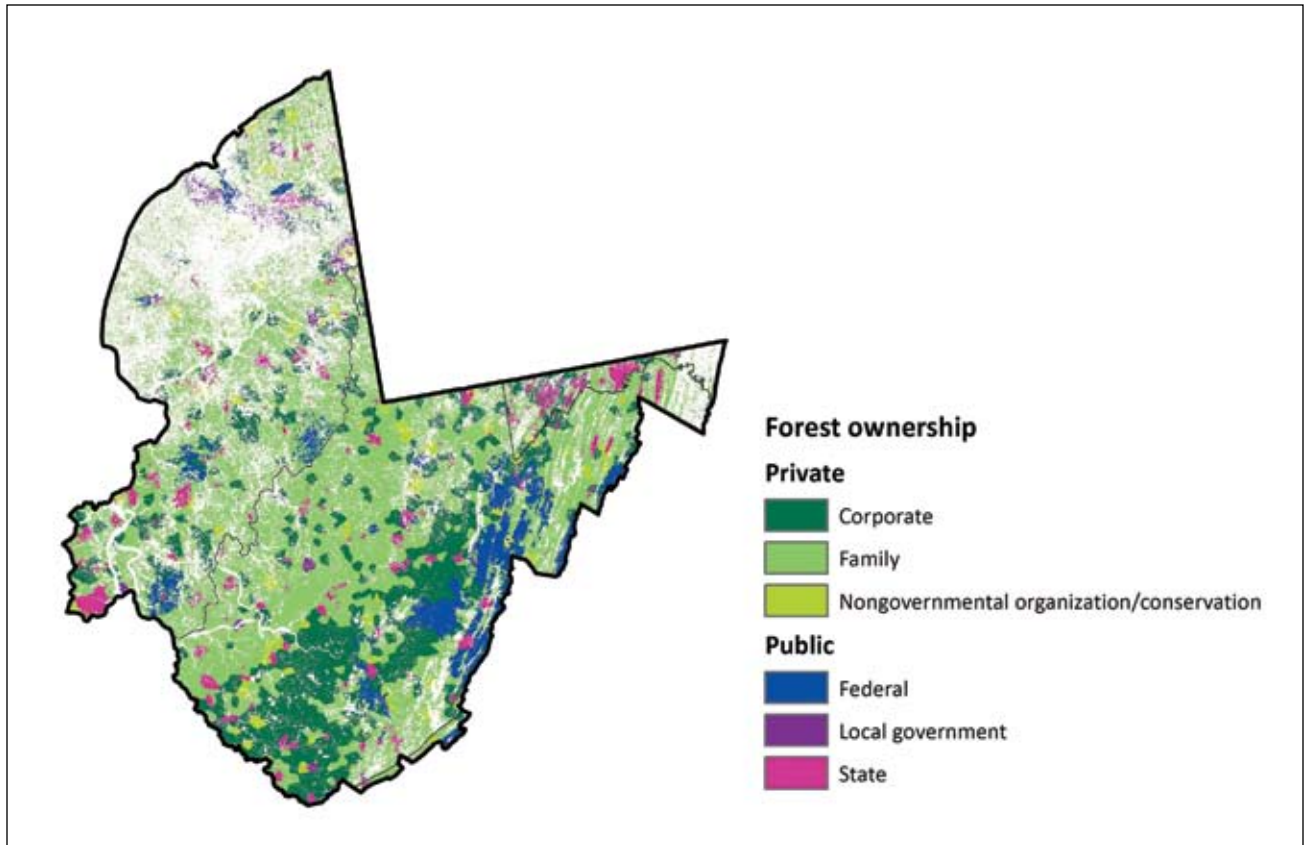 Forest ownership
Private
Corporate
Family
Nongovernmental organization/conservation
Public
Federal
Local government
State